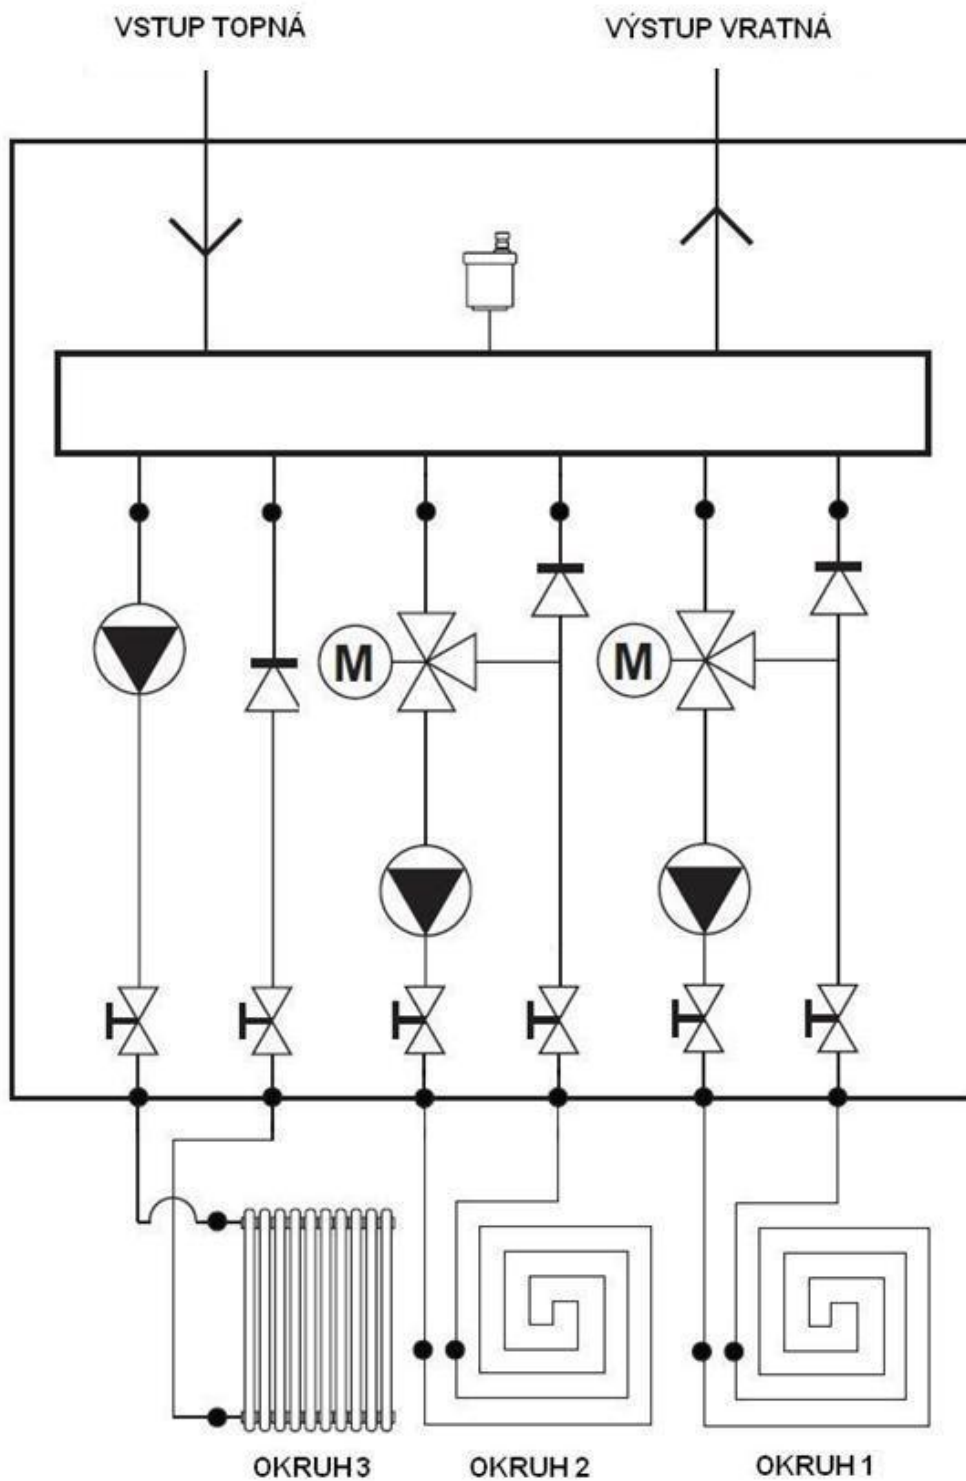 VSTUP TOPNÁ
VÝSTUP VRATNÁ
M
M
OKRUH 3
OKRUH 2
OKRUH 1